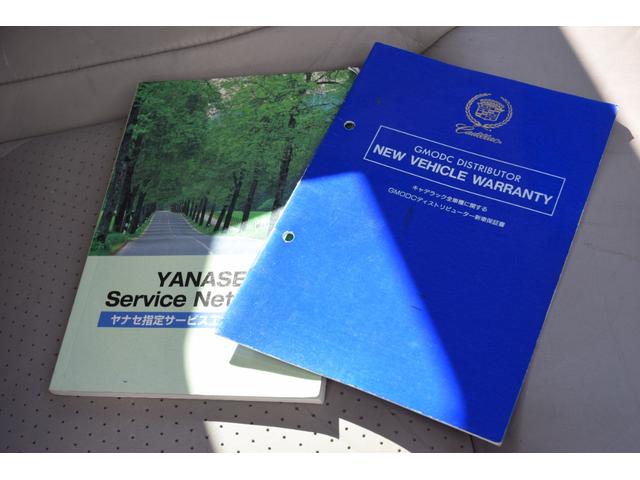 YANASE
Service Net
ヤナセ指定サービスエ
Cadillac
GMODC DISTRIBUTOR
NEW VEHICLE WARRANTY
キャデラック全車種に関する
GMODCディストリビューター新車保証書